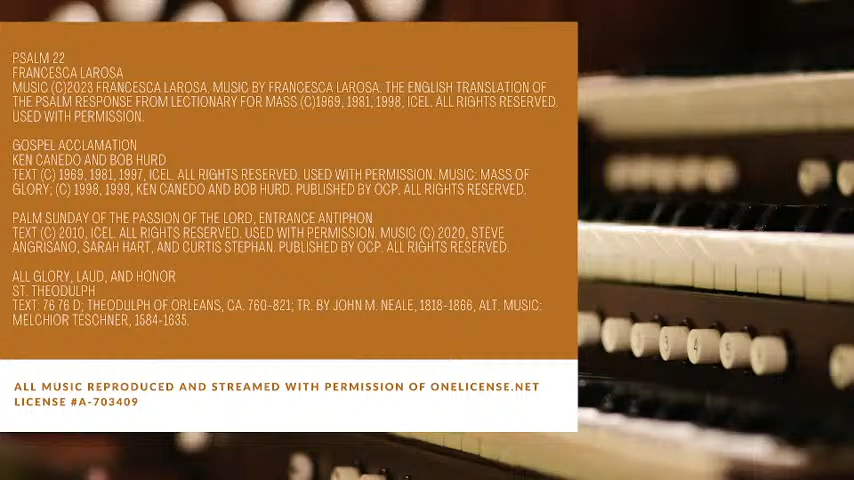 PSALM 22
FRANCESCA LAROSA
MUSIC (C)2023 FRANCESCA LAROSA. MUSIC BY FRANCESCA LAROSA. THE ENGLISH TRANSLATION OF
THE PSALM RESPONSE FROM LECTIONARY FOR MASS (C)1969, 1981, 1998, ICEL. ALL RIGHTS RESERVED.
USED WITH PERMISSION.
GOSPEL ACCLAMATION
KEN CANEDO AND BOB HURD
TEXT (C) 1969, 1981, 1997, ICEL. ALL RIGHTS RESERVED. USED WITH PERMISSION. MUSIC: MASS OF
GLORY; (C) 1998, 1999, KEN CANEDO AND BOB HURD. PUBLISHED BY OCP. ALL RIGHTS RESERVED.
PALM SUNDAY OF THE PASSION OF THE LORD, ENTRANCE ANTIPHON
TEXT (C) 2010, ICEL. ALL RIGHTS RESERVED. USED WITH PERMISSION. MUSIC (C) 2020, STEVE
ANGRISANO, SARAH HART, AND CURTIS STEPHAN. PUBLISHED BY OCP. ALL RIGHTS RESERVED.
ALL GLORY, LAUD, AND HONOR
ST. THEODULPH
TEXT: 76 76 D; THEODULPH OF ORLEANS, CA. 760-821; TR. BY JOHN M. NEALE, 1818-1866, ALT. MUSIC:
MELCHIOR TESCHNER, 1584-1635.
ALL MUSIC REPRODUCED AND STREAMED WITH PERMISSION OF ONELICENSE.NET
LICENSE #A-703409
3 4 5